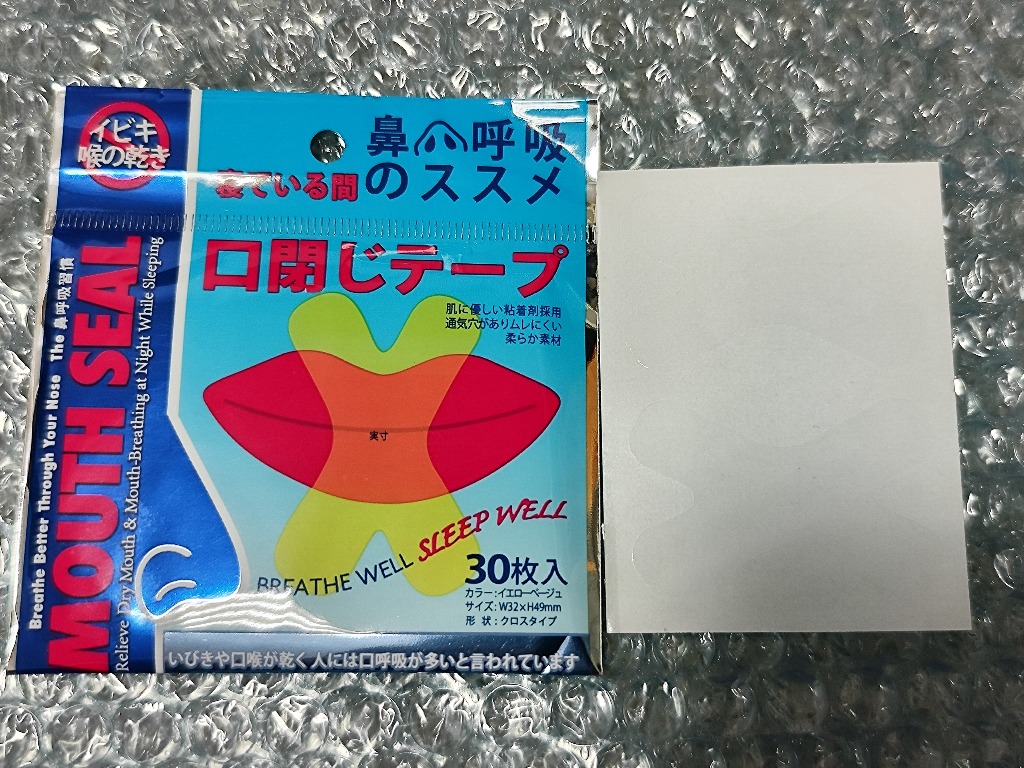 イビキ
喉の乾き
鼻呼吸
寝ている間のススメ
口閉じテープ
肌に優しい粘着剤採用
通気穴がありムレにくい
柔らか素材
実寸
BREATHE WELL SLEEP WELL
30枚入
カラー:イエローベージュ
サイズ:W32×H49mm
形 状:クロスタイプ
いびきや口喉が乾く人には口呼吸が多いと言われています
Breathe Better Through Your Nose The 鼻呼吸習慣
MOUTH SEAL
Relieve Dry Mouth & Mouth-Breathing at Night While Sleeping